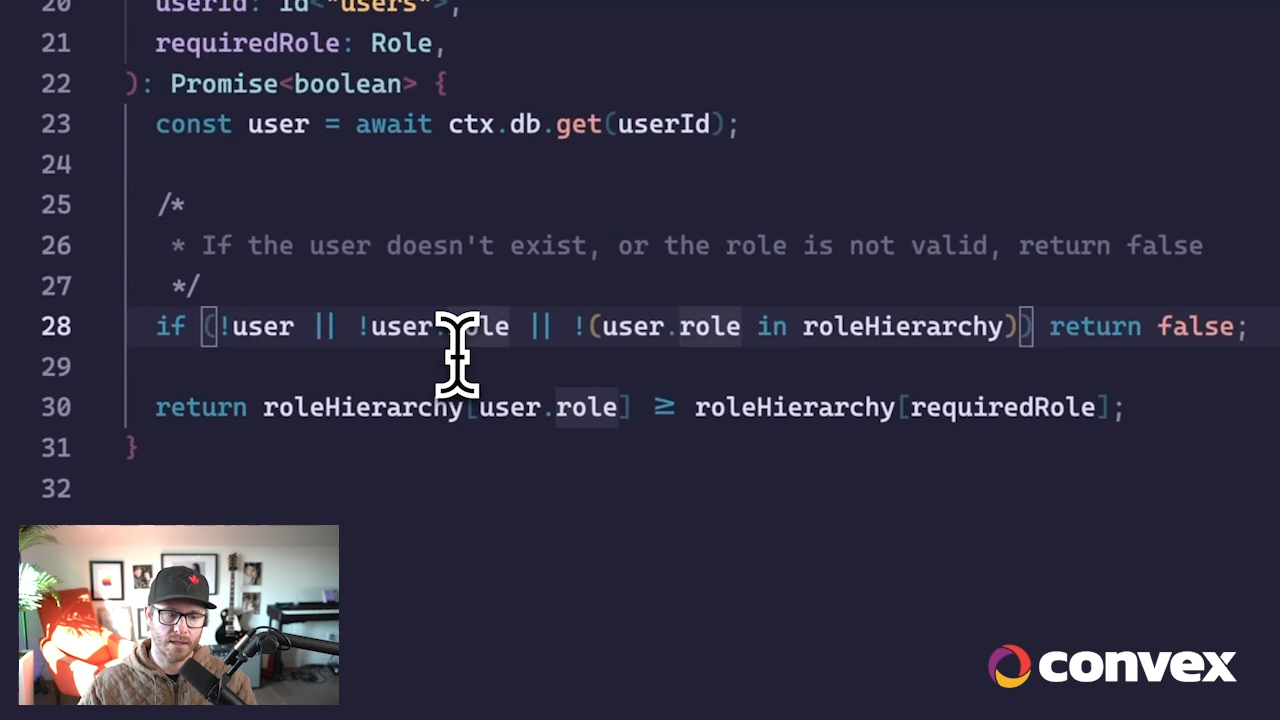 20 userId: Id<"users">,
21 requiredRole: Role,
22 ): Promise<boolean> {
23 const user = await ctx.db.get(userId);
24
25 /*
26 * If the user doesn't exist, or the role is not valid, return false
27 */
28 if (!user || !user.role || !(user.role in roleHierarchy)) return false;
29
30 return roleHierarchy[user.role] ≥ roleHierarchy[requiredRole];
31 }
32
convex